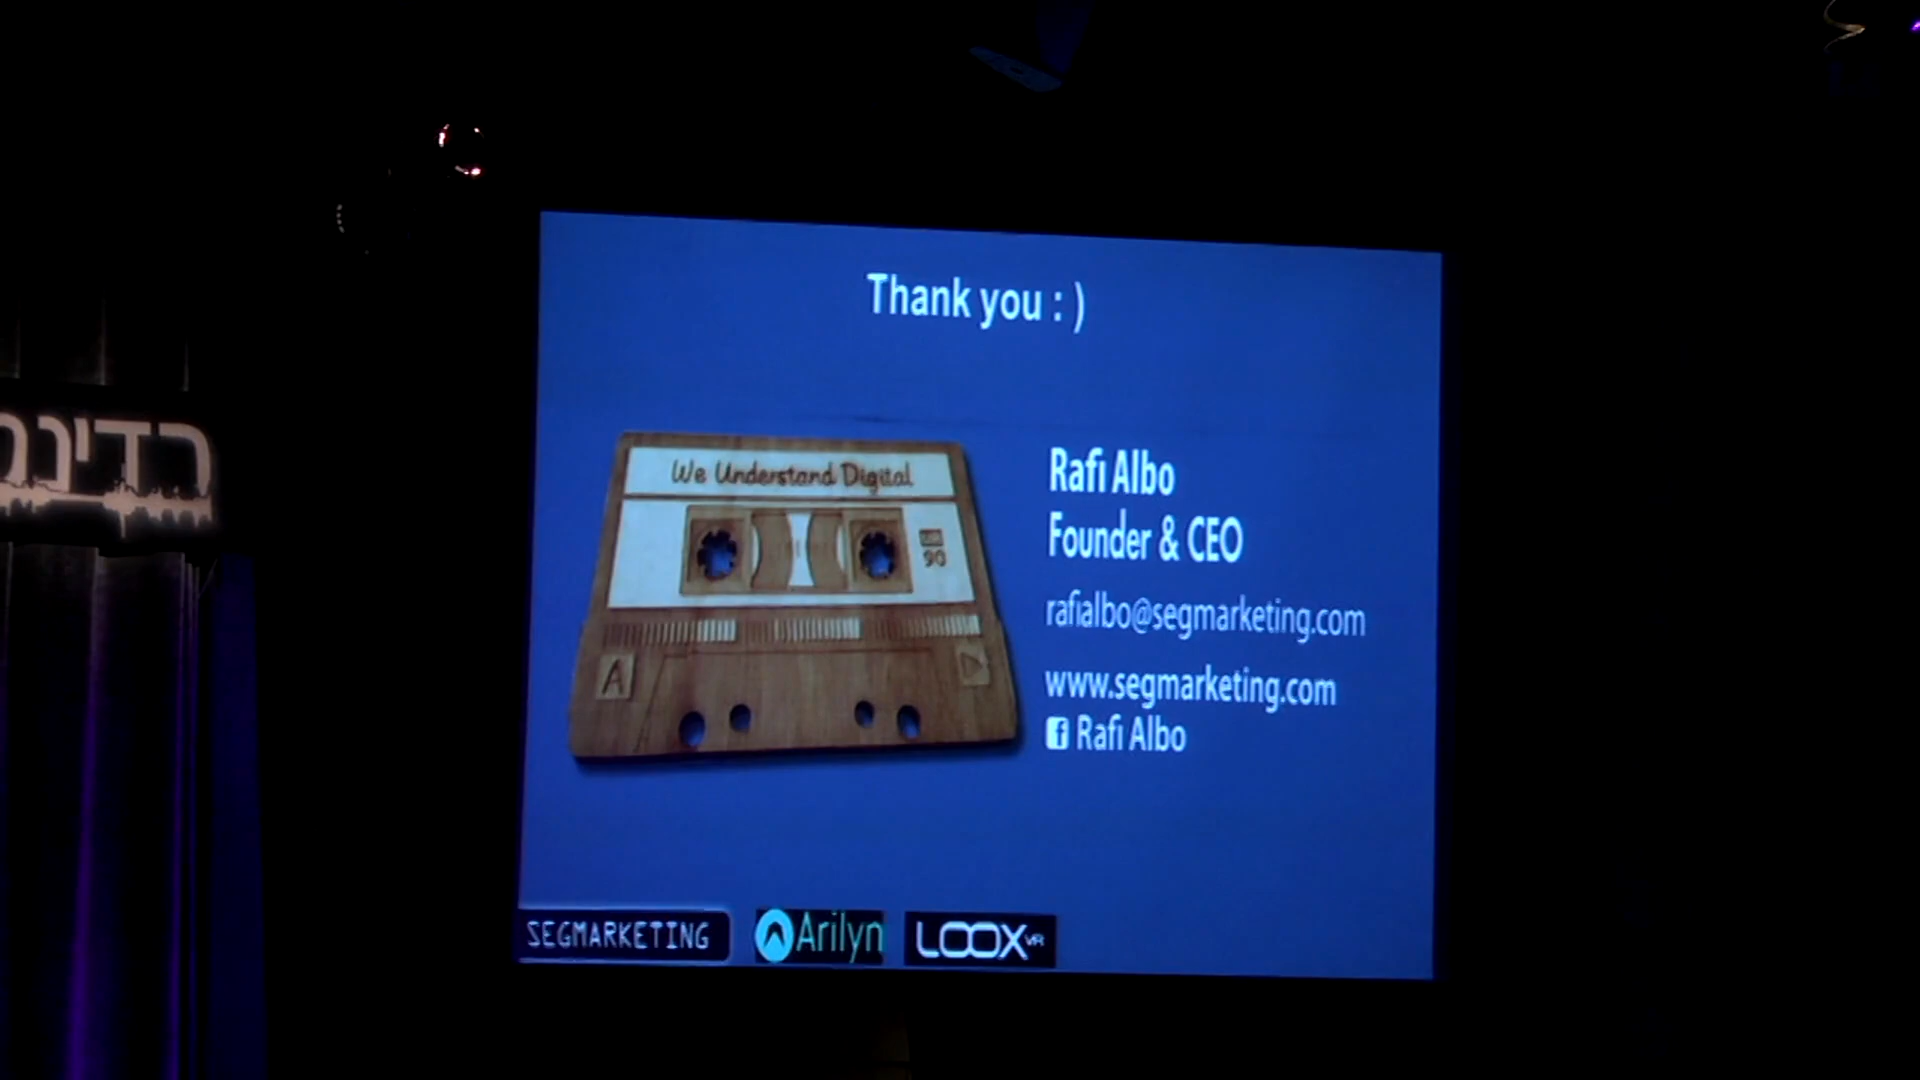 Thank you : )
We Understand Digital
90
A
Rafi Albo
Founder & CEO
rafialbo@segmarketing.com
www.segmarketing.com
f Rafi Albo
SEGMARKETING
Arilyn
LOOX VR